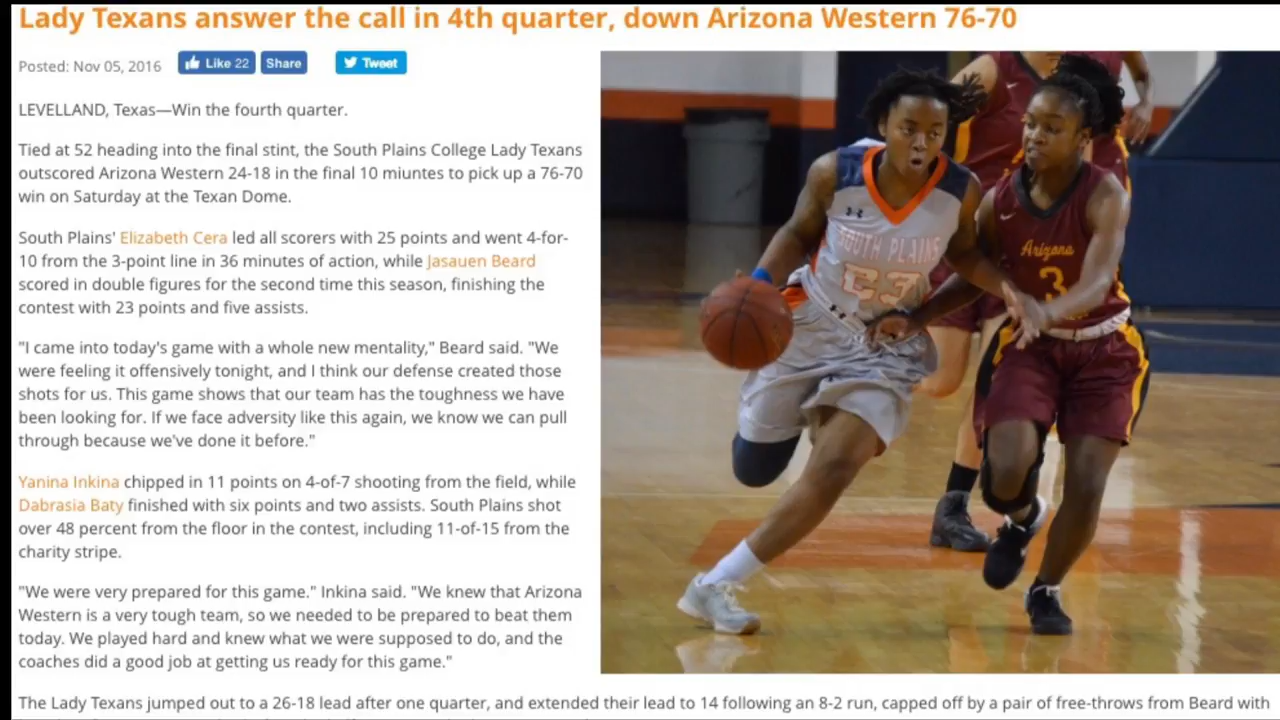 Lady Texans answer the call in 4th quarter, down Arizona Western 76-70
Posted: Nov 05, 2016
Like 22
Share
Tweet
LEVELLAND, Texas—Win the fourth quarter.
Tied at 52 heading into the final stint, the South Plains College Lady Texans
outscored Arizona Western 24-18 in the final 10 miuntes to pick up a 76-70
win on Saturday at the Texan Dome.
South Plains' Elizabeth Cera led all scorers with 25 points and went 4-for-
10 from the 3-point line in 36 minutes of action, while Jasauen Beard
scored in double figures for the second time this season, finishing the
contest with 23 points and five assists.
"I came into today's game with a whole new mentality," Beard said. "We
were feeling it offensively tonight, and I think our defense created those
shots for us. This game shows that our team has the toughness we have
been looking for. If we face adversity like this again, we know we can pull
through because we've done it before."
Yanina Inkina chipped in 11 points on 4-of-7 shooting from the field, while
Dabrasia Baty finished with six points and two assists. South Plains shot
over 48 percent from the floor in the contest, including 11-of-15 from the
charity stripe.
"We were very prepared for this game." Inkina said. "We knew that Arizona
Western is a very tough team, so we needed to be prepared to beat them
today. We played hard and knew what we were supposed to do, and the
coaches did a good job at getting us ready for this game."
The Lady Texans jumped out to a 26-18 lead after one quarter, and extended their lead to 14 following an 8-2 run, capped off by a pair of free-throws from Beard with
SOUTH PLAINS
23
Arizona
3